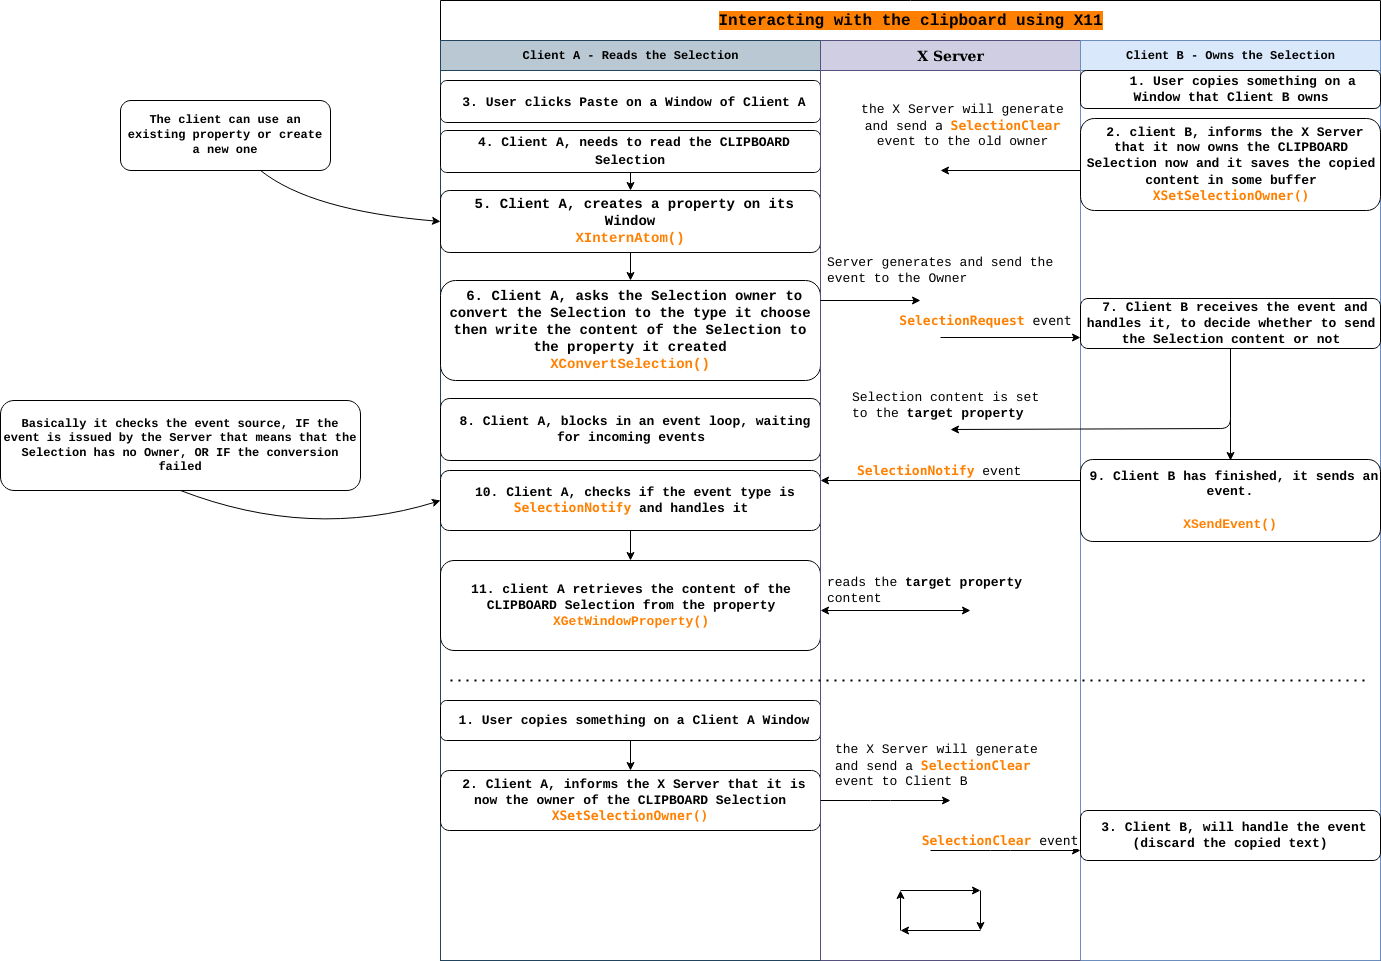 Interacting with the clipboard using X11
Client A - Reads the Selection
X Server
Client B - Owns the Selection
1. User copies something on a
Window that Client B owns
3. User clicks Paste on a Window of Client A
the X Server will generate
and send a SelectionClear
event to the old owner
2. client B, informs the X Server
that it now owns the CLIPBOARD
Selection now and it saves the copied
content in some buffer
XSetSelectionOwner()
The client can use an
existing property or create
a new one
4. Client A, needs to read the CLIPBOARD
Selection
5. Client A, creates a property on its
Window
XInternAtom()
Server generates and send the
event to the Owner
6. Client A, asks the Selection owner to
convert the Selection to the type it choose
then write the content of the Selection to
the property it created
XConvertSelection()
SelectionRequest event
7. Client B receives the event and
handles it, to decide whether to send
the Selection content or not
Selection content is set
to the target property
8. Client A, blocks in an event loop, waiting
for incoming events
Basically it checks the event source, IF the
event is issued by the Server that means that the
Selection has no Owner, OR IF the conversion
failed
SelectionNotify event
9. Client B has finished, it sends an
event.
XSendEvent()
10. Client A, checks if the event type is
SelectionNotify and handles it
11. client A retrieves the content of the
CLIPBOARD Selection from the property
XGetWindowProperty()
reads the target property
content
1. User copies something on a Client A Window
2. Client A, informs the X Server that it is
now the owner of the CLIPBOARD Selection
XSetSelectionOwner()
the X Server will generate
and send a SelectionClear
event to Client B
SelectionClear event
3. Client B, will handle the event
(discard the copied text)